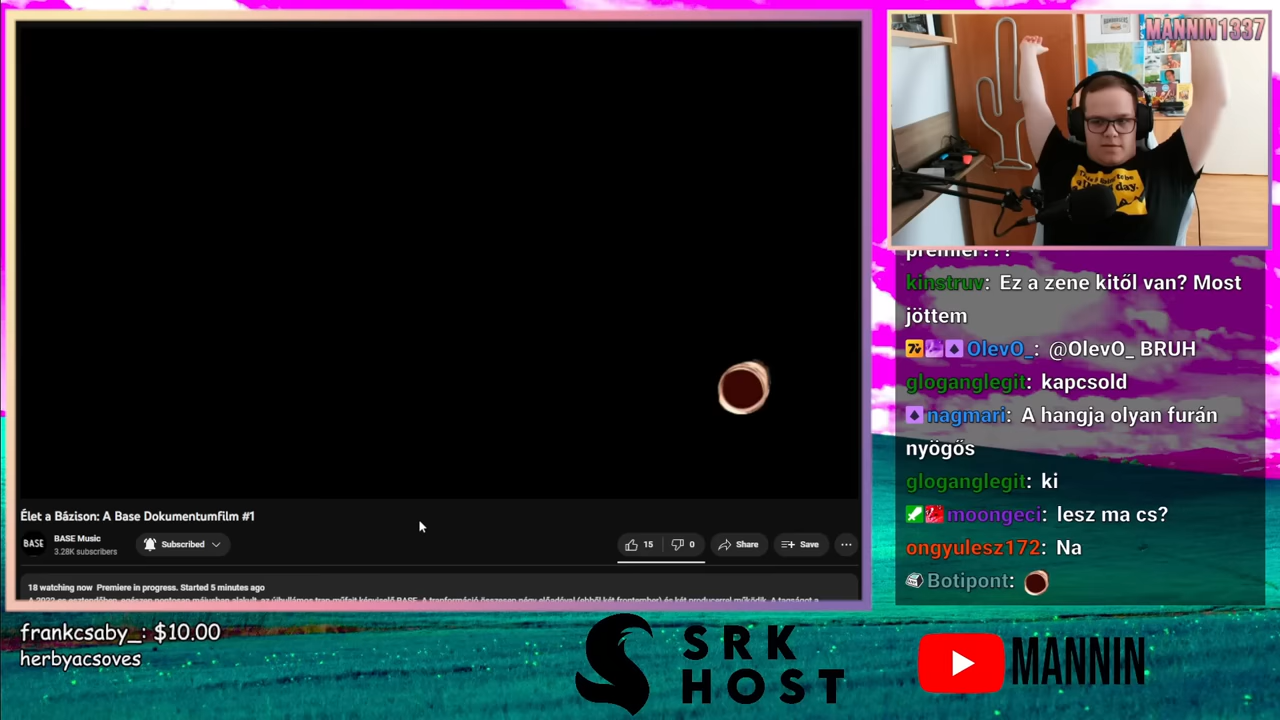 MANNIN1337
day.
premier???
kinstruv: Ez a zene kitől van? Most
jöttem
OlevO_: @OlevO_ BRUH
gloganglegit: kapcsold
nagmari: A hangja olyan furán
nyögős
gloganglegit: ki
moongeci: lesz ma cs?
ongyulesz172: Na
Botipont:
Élet a Bázison: A Base Dokumentumfilm #1
BASE
BASE Music
3.28K subscribers
Subscribed
15
0
Share
Save
18 watching now Premiere in progress. Started 5 minutes ago
frankcsaby_: $10.00
herbyacsoves
SRK
HOST
MANNIN